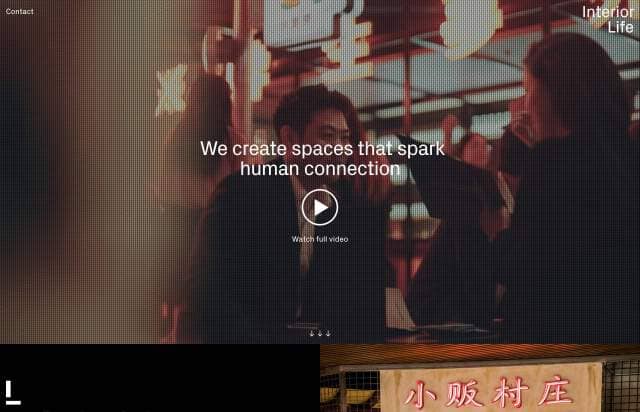 Contact
Interior
Life
We create spaces that spark
human connection
Watch full video
↓ ↓ ↓
小贩村庄